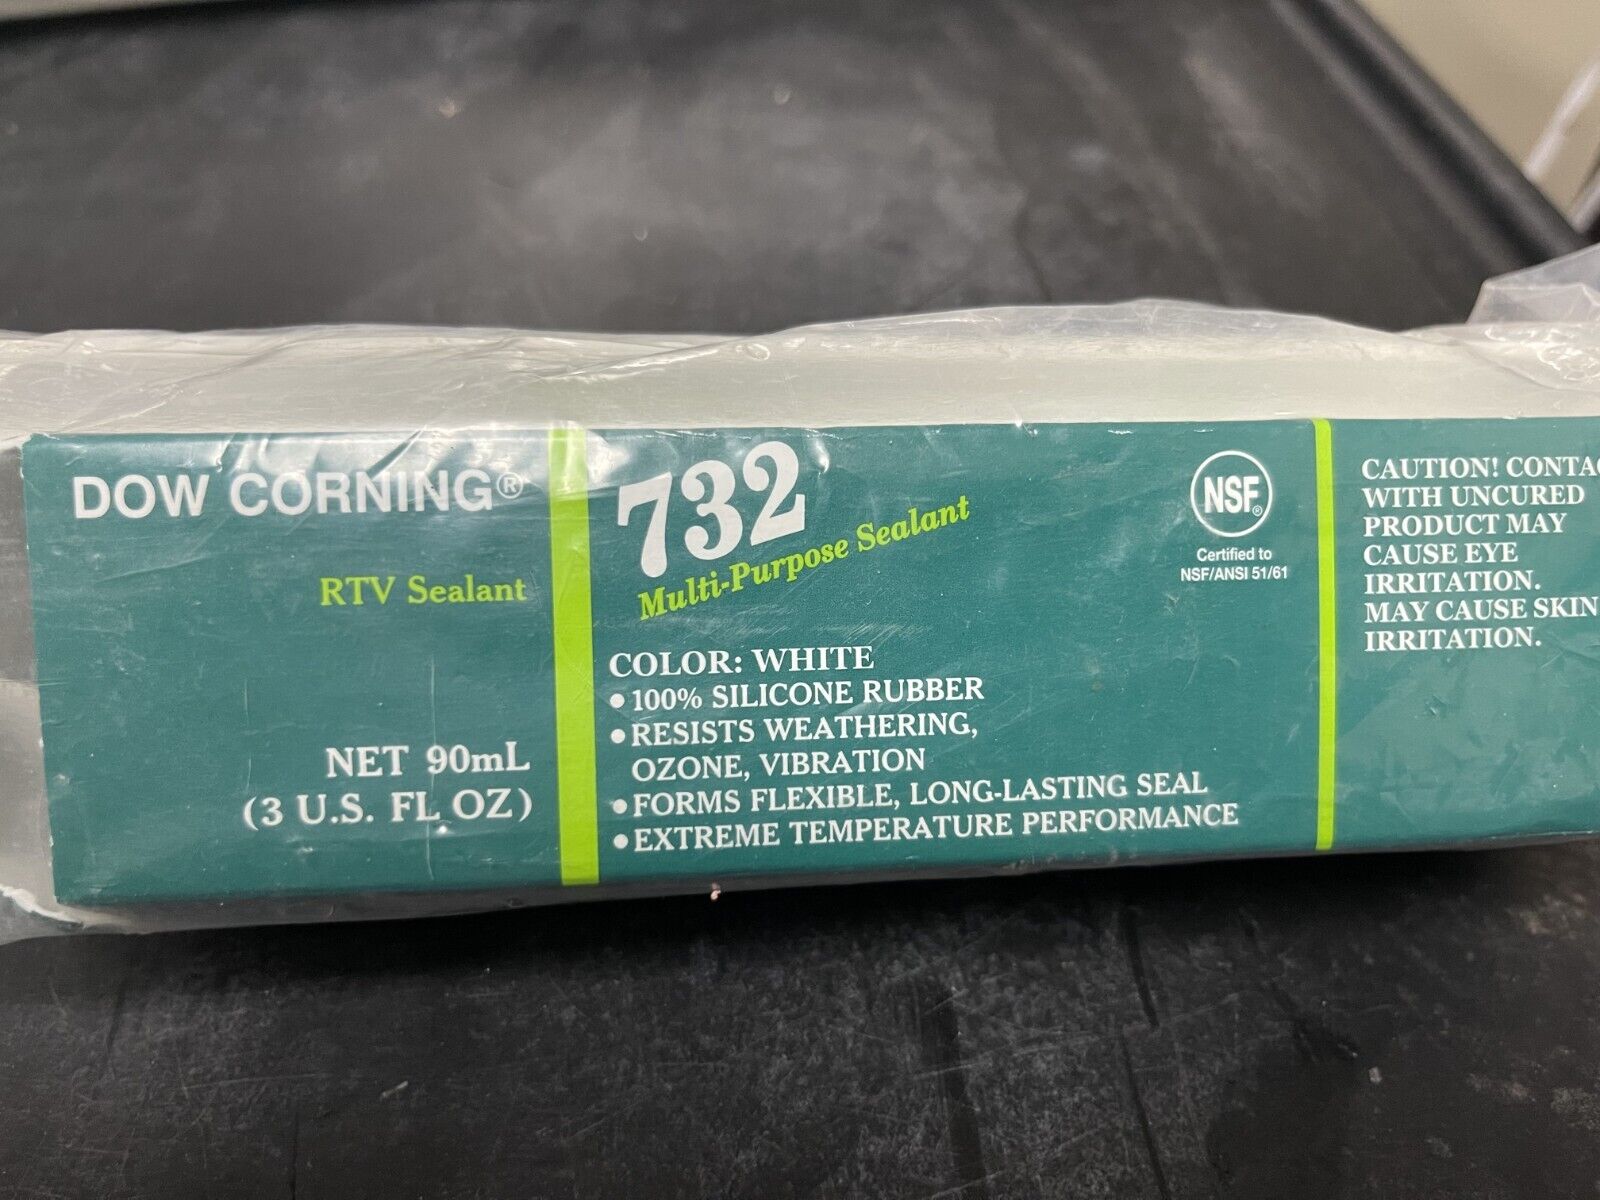 DOW CORNING®
RTV Sealant
NET 90mL
(3 U.S. FL OZ)
732
Multi-Purpose Sealant
COLOR: WHITE
• 100% SILICONE RUBBER
• RESISTS WEATHERING,
OZONE, VIBRATION
• FORMS FLEXIBLE, LONG-LASTING SEAL
• EXTREME TEMPERATURE PERFORMANCE
NSF®
Certified to
NSF/ANSI 51/61
CAUTION! CONTAC
WITH UNCURED
PRODUCT MAY
CAUSE EYE
IRRITATION.
MAY CAUSE SKIN
IRRITATION.